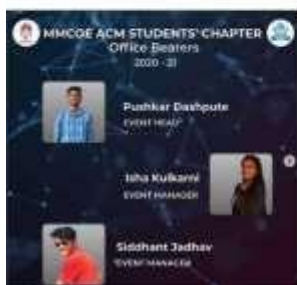 MMCOE ACM STUDENTS' CHAPTER
Office Bearers
2020 - 21
Pushkar Dashpute
EVENT HEAD
Isha Kulkarni
EVENT MANAGER
Siddhant Jadhav
EVENT MANAGER